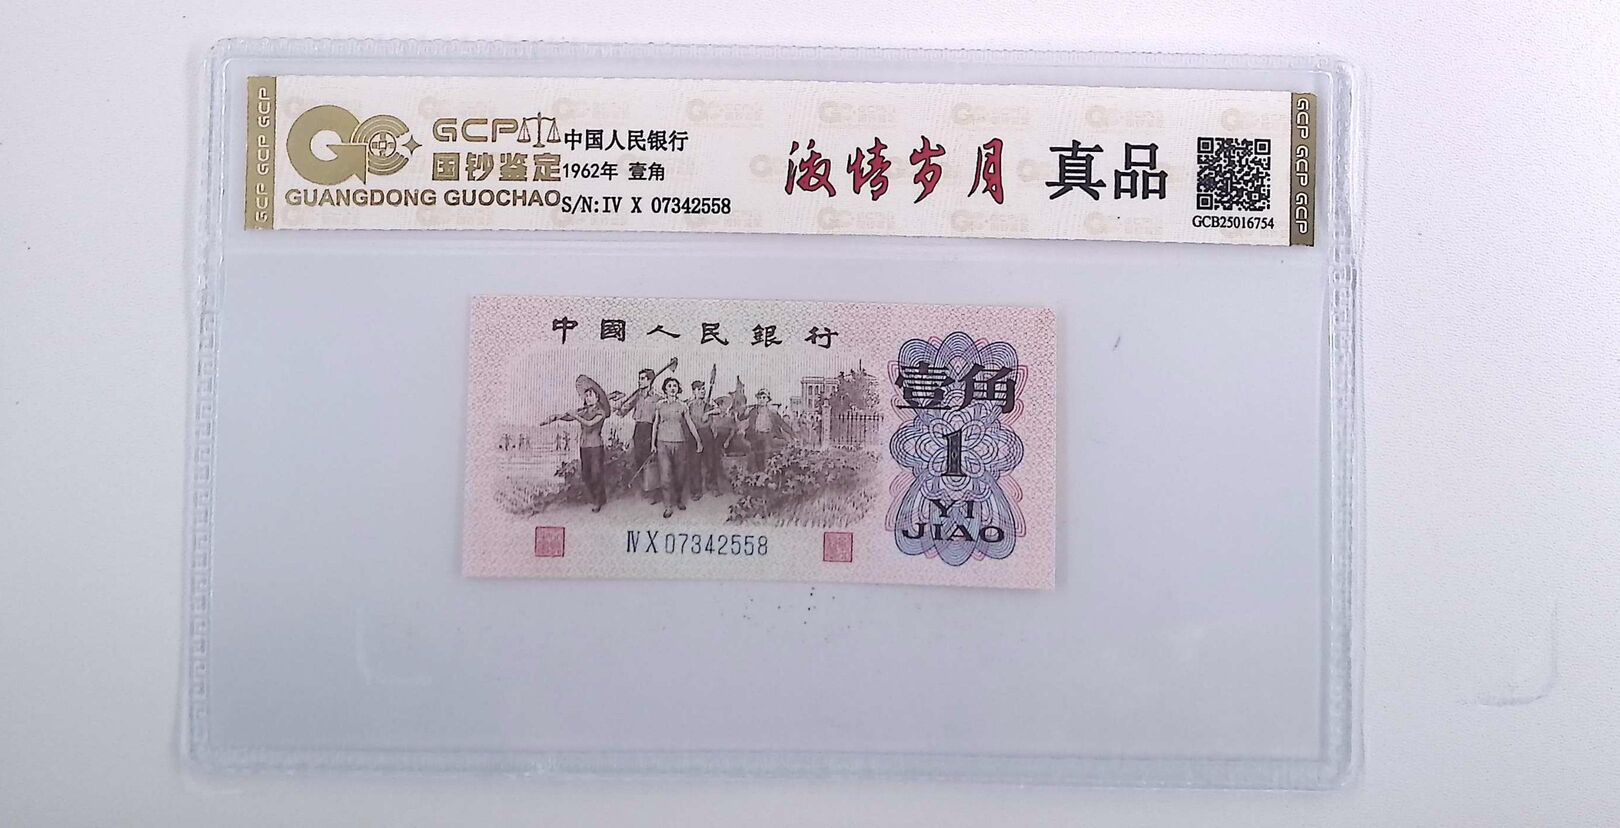 GCP GCP GCP
GCP
国钞鉴定
GUANGDONG GUOCHAO
中国人民银行
1962年 壹角
S/N:IV X 07342558
激情岁月 真品
GCB25016754
GCP GCP GCP
中國人民銀行
壹角
1
YI
JIAO
ⅣX07342558